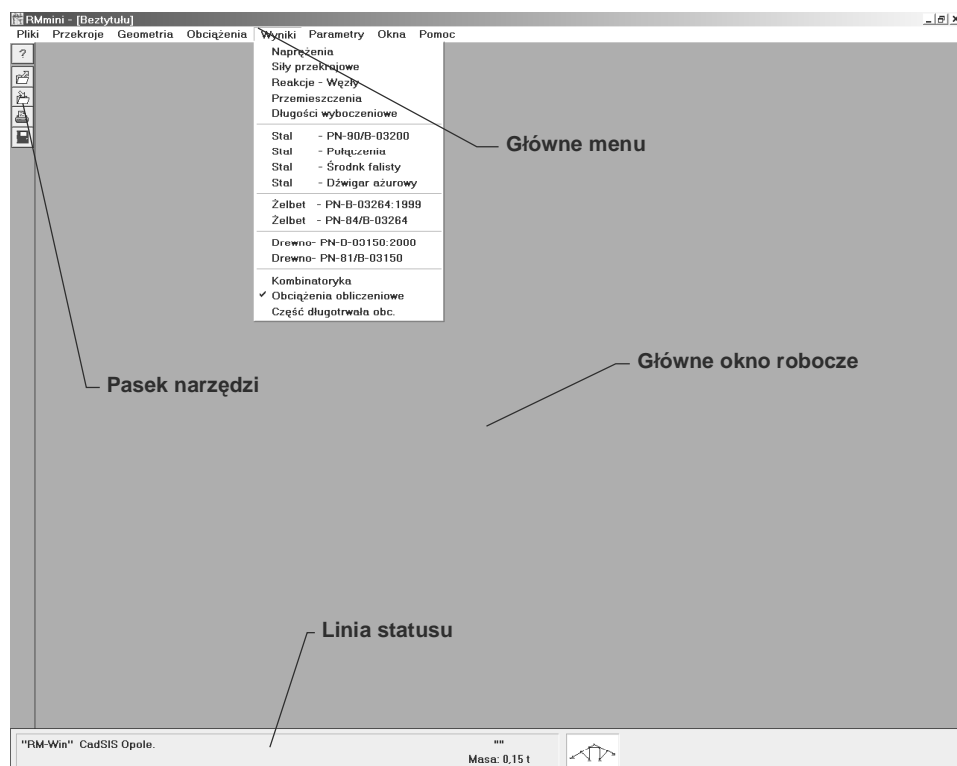 RMmini - [Beztytułu]
Pliki Przekroje Geometria Obciążenia Wyniki Parametry Okna Pomoc
?
Naprężenia
Siły przekrojowe
Reakcje - Węzły
Przemieszczenia
Długości wyboczeniowe
Stal - PN-90/B-03200
Stal - Połączenia
Stal - Środnk falisty
Stal - Dźwigar ażurowy
Żelbet - PN-B-03264:1999
Żelbet - PN-84/B-03264
Drewno- PN-D-03150:2000
Drewno- PN-81/B-03150
Kombinatoryka
✓ Obciążenia obliczeniowe
Część długotrwała obc.
Główne menu
Główne okno robocze
Pasek narzędzi
Linia statusu
"RM-Win" CadSIS Opole. ""
Masa: 0,15 t